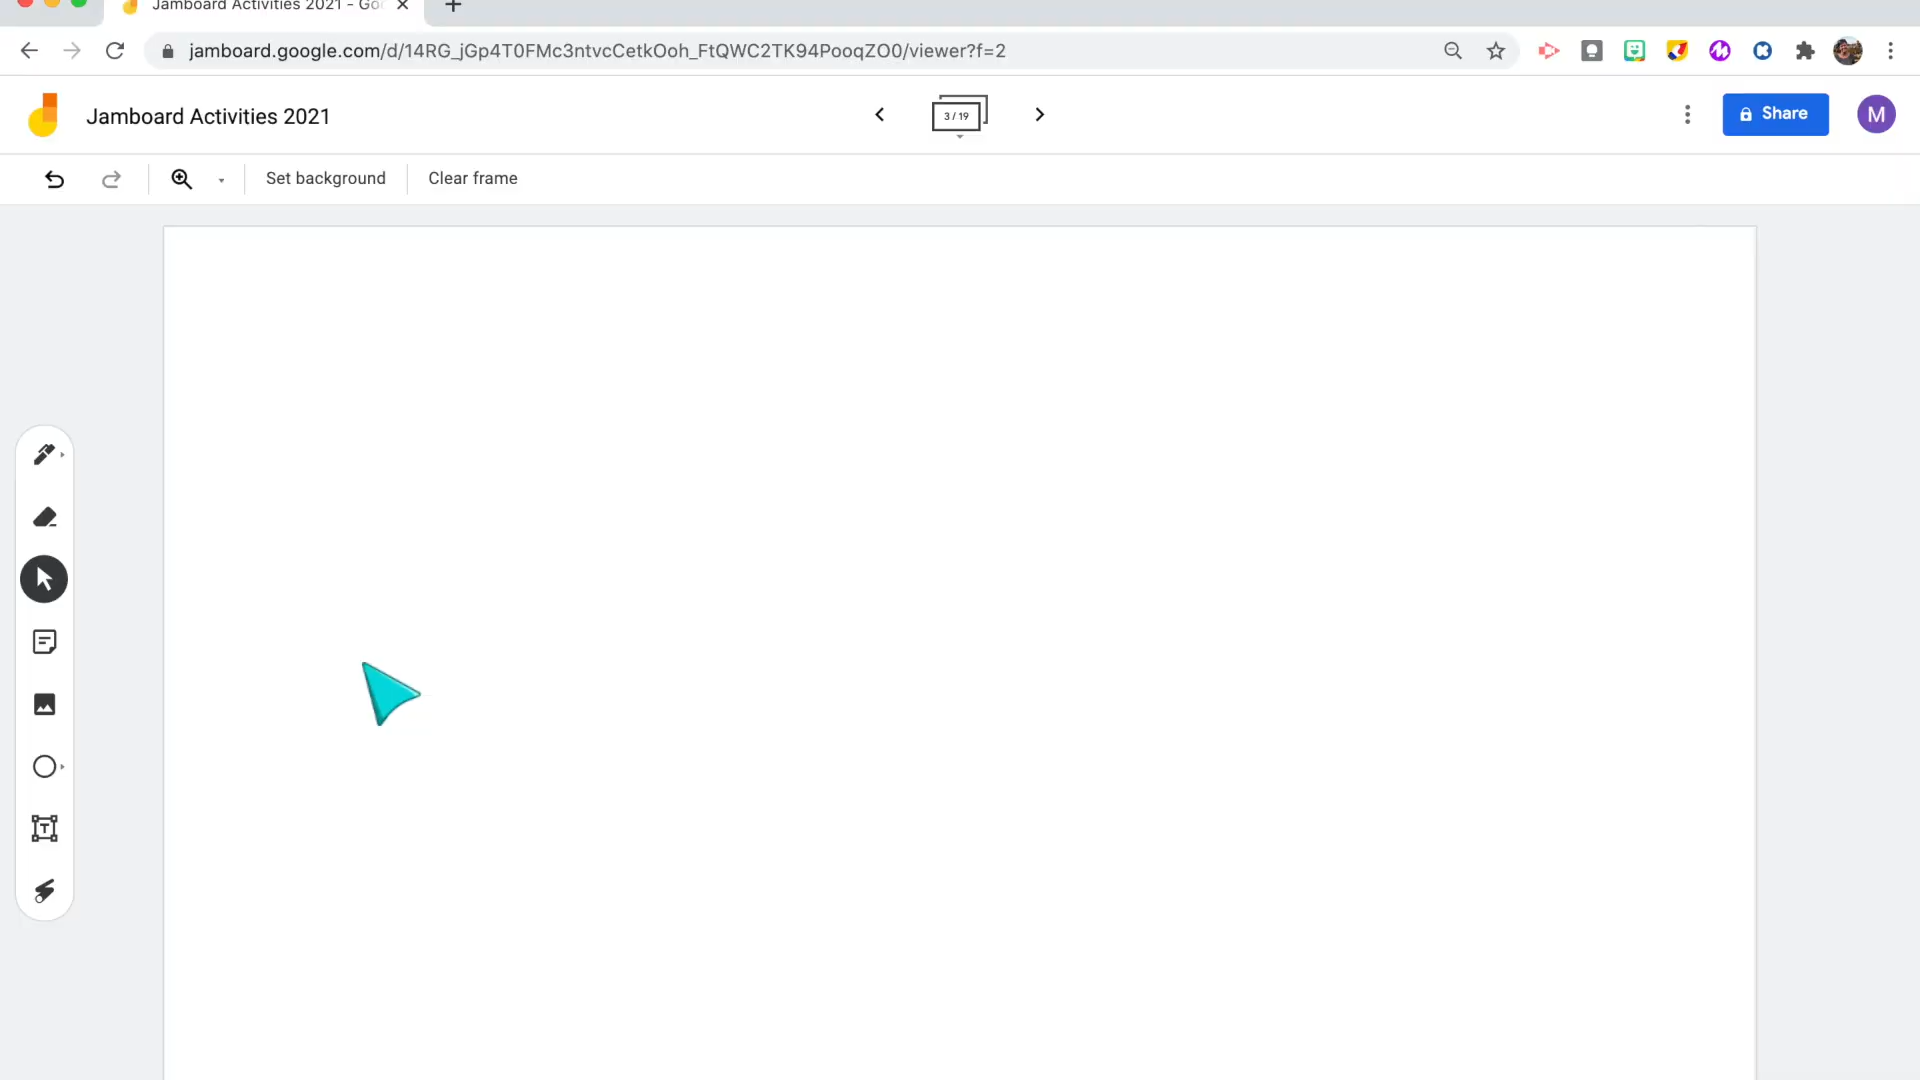 Jamboard Activities 2021 - Goo
jamboard.google.com/d/14RG_jGp4T0FMc3ntvcCetkOoh_FtQWC2TK94PooqZO0/viewer?f=2
Jamboard Activities 2021
3 / 19
Share
M
Set background
Clear frame